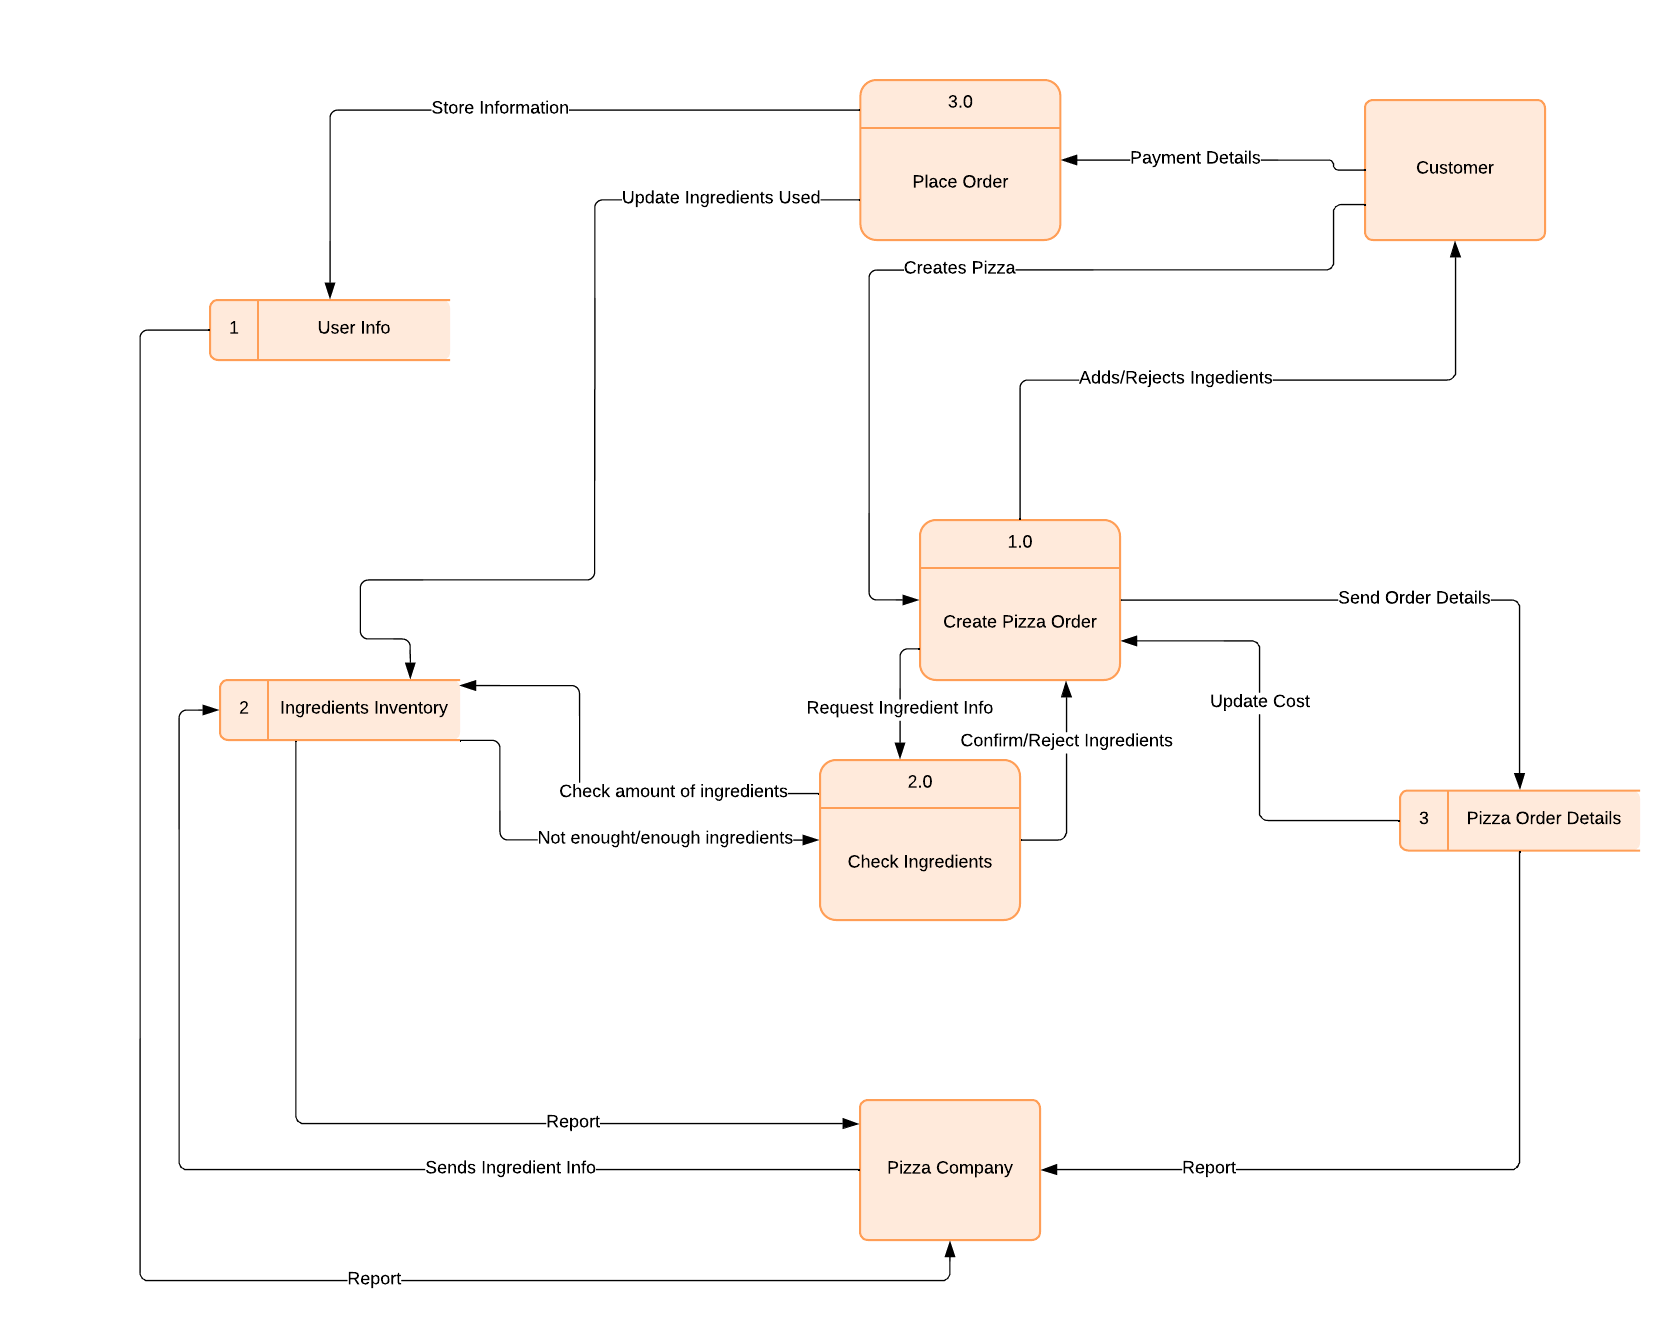 3.0
Store Information
Payment Details
Customer
Place Order
Update Ingredients Used
Creates Pizza
1
User Info
Adds/Rejects Ingedients
1.0
Send Order Details
Create Pizza Order
Update Cost
2
Ingredients Inventory
Request Ingredient Info
Confirm/Reject Ingredients
2.0
Check amount of ingredients
3
Pizza Order Details
Not enought/enough ingredients
Check Ingredients
Report
Sends Ingredient Info
Pizza Company
Report
Report